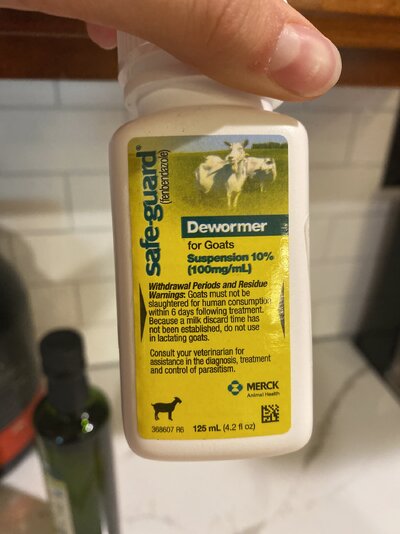 safe-guard®
(fenbendazole)
Dewormer
for Goats
Suspension 10%
(100mg/mL)
Withdrawal Periods and Residue
Warnings: Goats must not be
slaughtered for human consumption
within 6 days following treatment.
Because a milk discard time has
not been established, do not use
in lactating goats.
Consult your veterinarian for
assistance in the diagnosis, treatment
and control of parasitism.
MERCK
Animal Health
368607 R6
125 mL (4.2 fl oz)